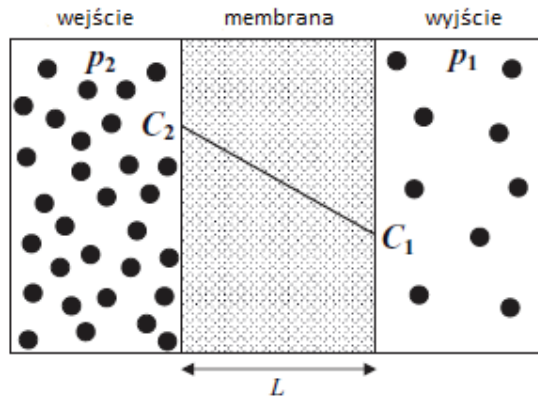 wejście membrana wyjście
p₂ p₁
C₂
C₁
L